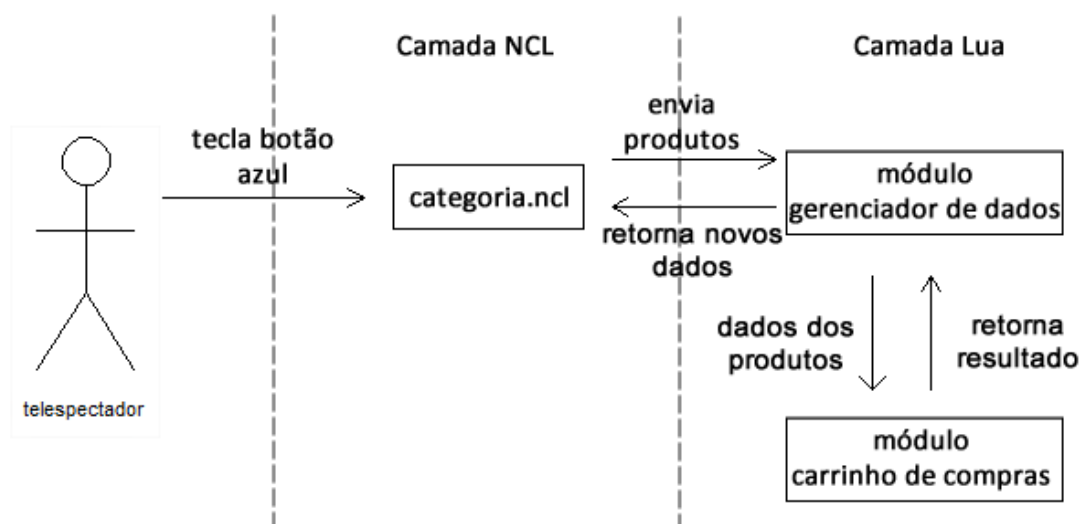 Camada NCL
Camada Lua
tecla botão
azul
categoria.ncl
envia
produtos
retorna novos
dados
módulo
gerenciador de dados
dados dos
produtos
retorna
resultado
módulo
carrinho de compras
telespectador